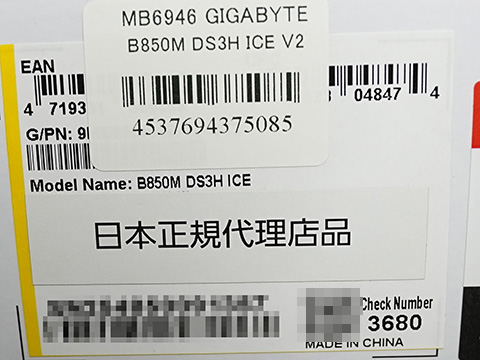 MB6946 GIGABYTE
B850M DS3H ICE V2
4537694375085
EAN
4 7193 04847 4
G/PN: 9
Model Name: B850M DS3H ICE
日本正規代理店品
Check Number
3680
MADE IN CHINA